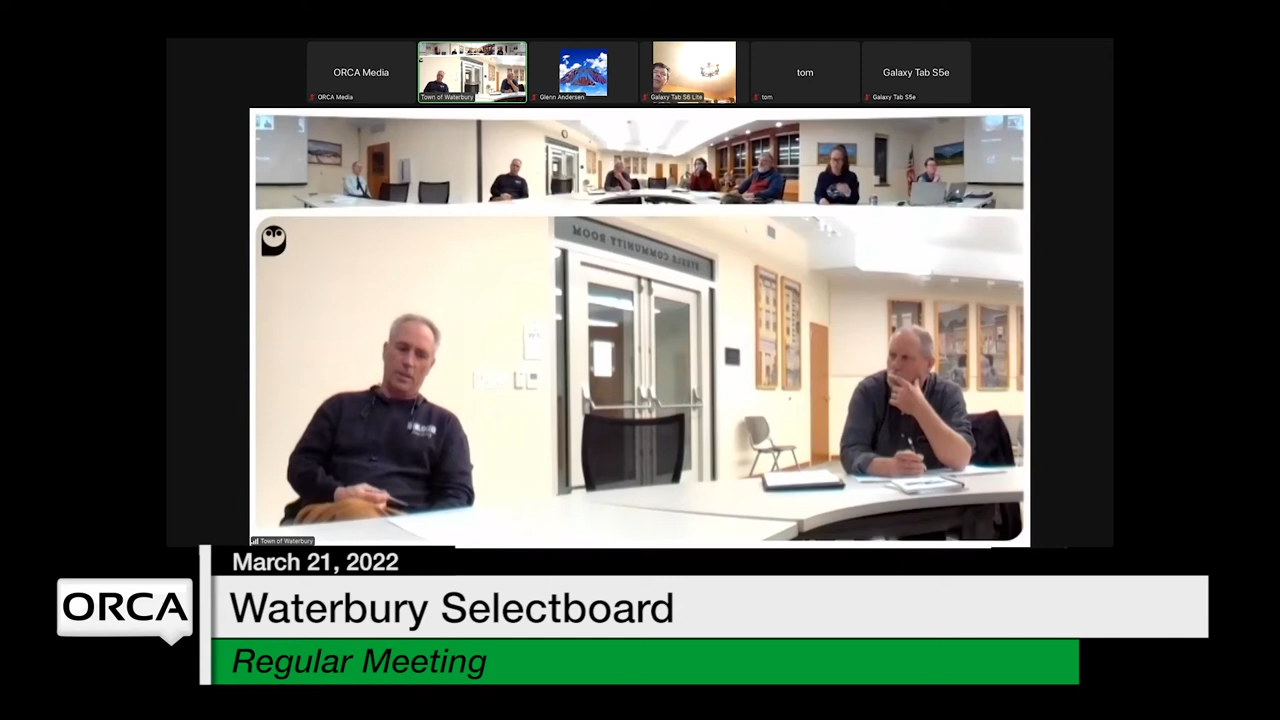 ORCA Media
tom
Galaxy Tab S5e
ORCA Media
Town of Waterbury
Glenn Andersen
Galaxy Tab S6 Lite
tom
Galaxy Tab S5e
STEELE COMMUNITY ROOM
Town of Waterbury
March 21, 2022
ORCA
Waterbury Selectboard
Regular Meeting